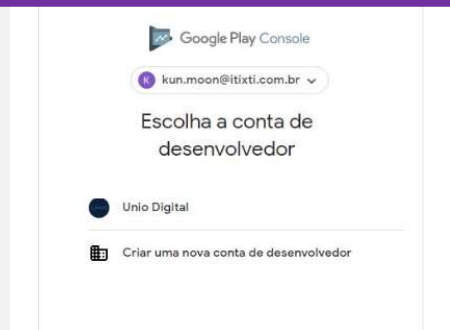 Google Play Console
K kun.moon@itixti.com.br
Escolha a conta de
desenvolvedor
Unio Digital
Criar uma nova conta de desenvolvedor